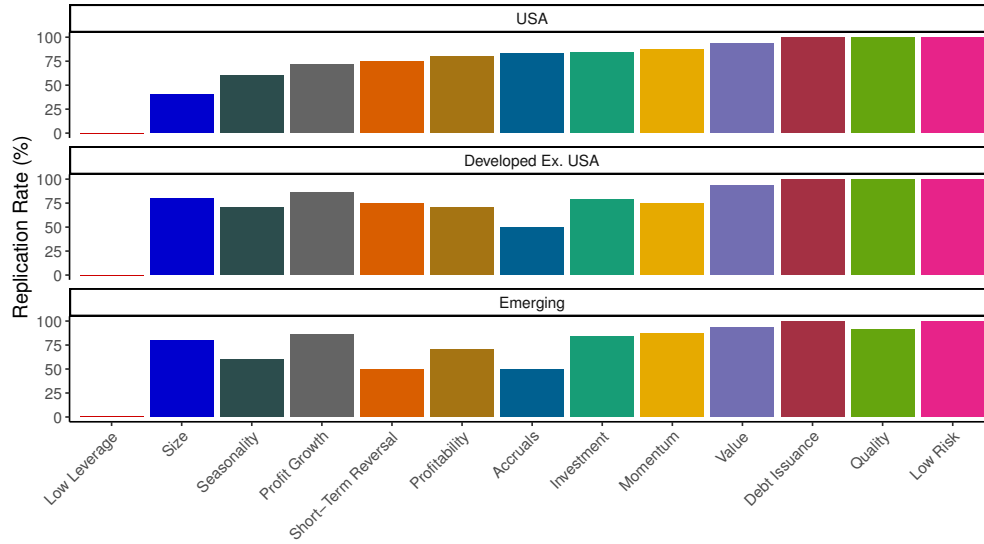 USA
100
75
50
25
0
Developed Ex. USA
100
75
50
25
0
Emerging
100
75
50
25
0
Replication Rate (%)
Low Leverage
Size
Seasonality
Profit Growth
Short−Term Reversal
Profitability
Accruals
Investment
Momentum
Value
Debt Issuance
Quality
Low Risk